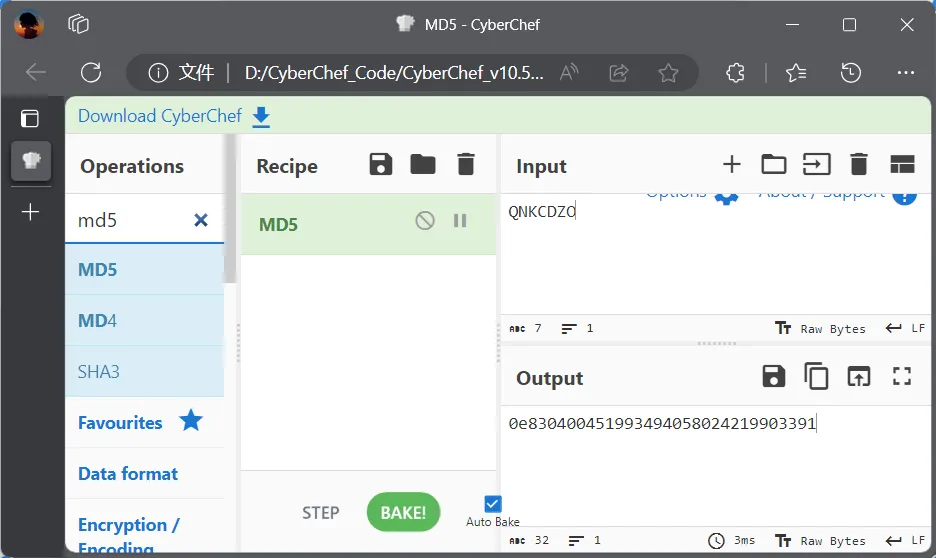 MD5 - CyberChef
文件 D:/CyberChef_Code/CyberChef_v10.5...
Download CyberChef
Operations
Recipe
Input
md5
MD5
Options About / Support
QNKCDZO
MD5
MD4
SHA3
ABC 7 1 Raw Bytes LF
Output
Favourites
0e830400451993494058024219903391
Data format
STEP BAKE!
Auto Bake
Encryption /
Encoding
ABC 32 1 3ms Raw Bytes LF